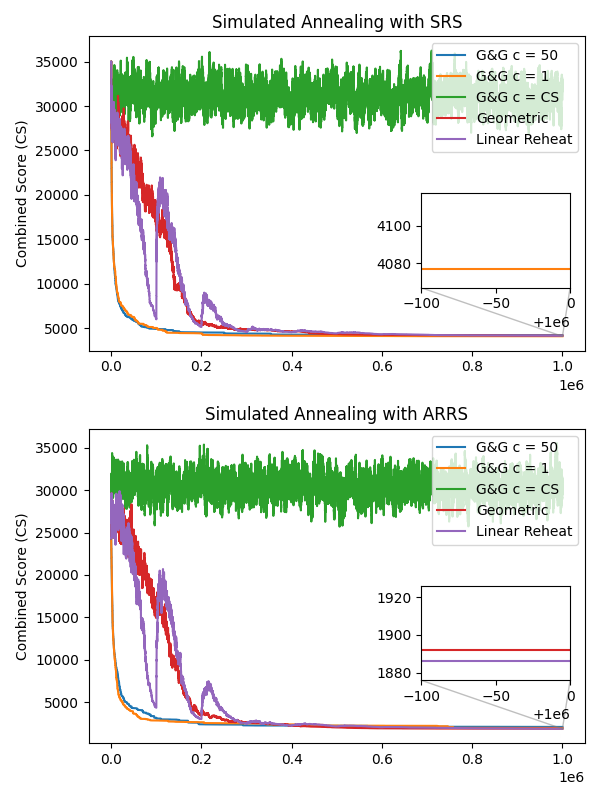 Simulated Annealing with SRS
Combined Score (CS)
35000
30000
25000
20000
15000
10000
5000
G&G c = 50
G&G c = 1
G&G c = CS
Geometric
Linear Reheat
4100
4080
−100
−50
0
+1e6
0.0
0.2
0.4
0.6
0.8
1.0
1e6
Simulated Annealing with ARRS
Combined Score (CS)
35000
30000
25000
20000
15000
10000
5000
G&G c = 50
G&G c = 1
G&G c = CS
Geometric
Linear Reheat
1920
1900
1880
−100
−50
0
+1e6
0.0
0.2
0.4
0.6
0.8
1.0
1e6